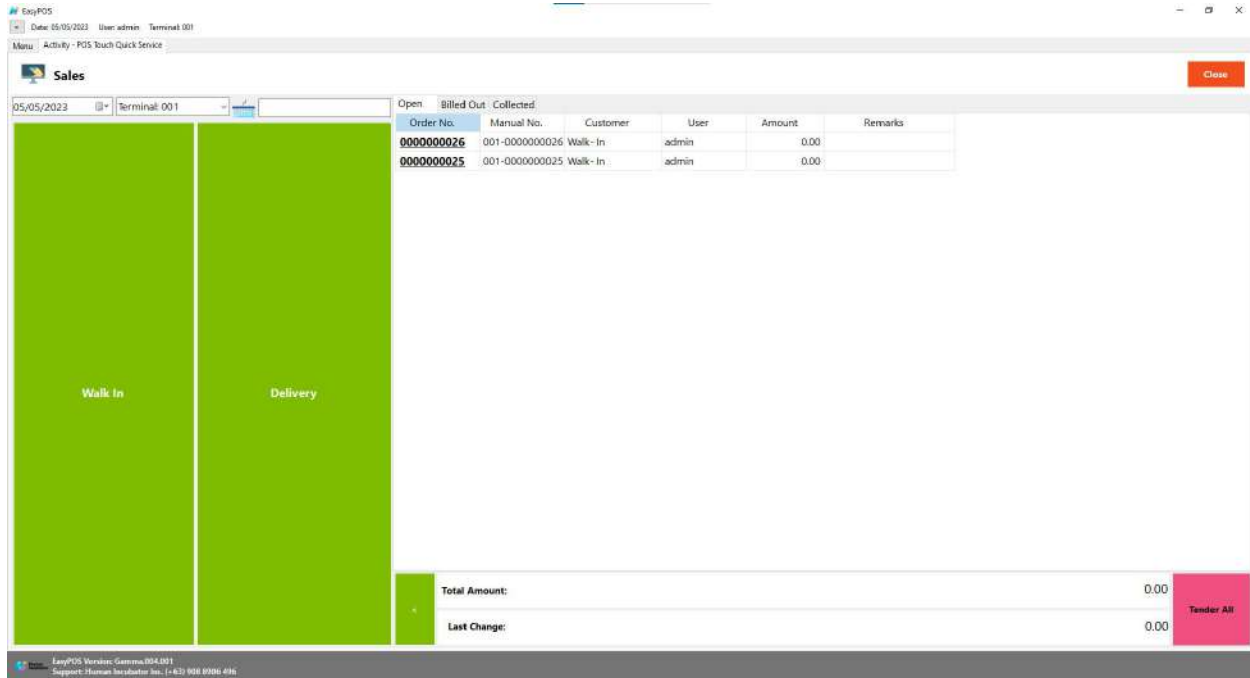 EasyPOS
Date: 05/05/2023 User: admin Terminal: 001
Menu Activity - POS Touch Quick Service
Sales
Close
05/05/2023 Terminal: 001
Open Billed Out Collected
Order No. Manual No. Customer User Amount Remarks
0000000026 001-0000000026 Walk- In admin 0.00
0000000025 001-0000000025 Walk- In admin 0.00
Walk In
Delivery
<
Total Amount: 0.00
Tender All
Last Change: 0.00
EasyPOS Version: Gamma.004.001
Support: Human Incubator Inc. (+63) 908 8906 496